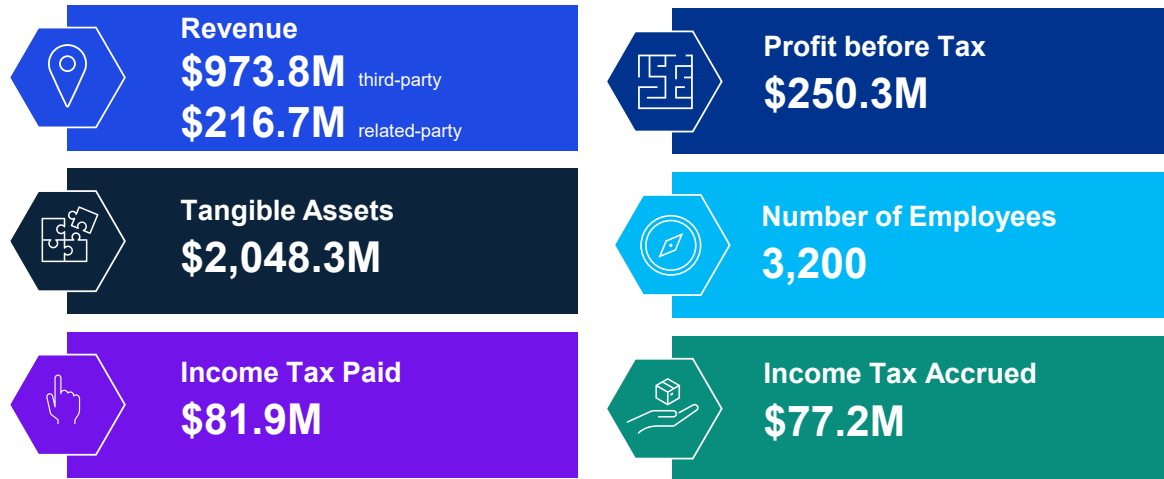 Revenue
$973.8M third-party
$216.7M related-party
Profit before Tax
$250.3M
Tangible Assets
$2,048.3M
Number of Employees
3,200
Income Tax Paid
$81.9M
Income Tax Accrued
$77.2M